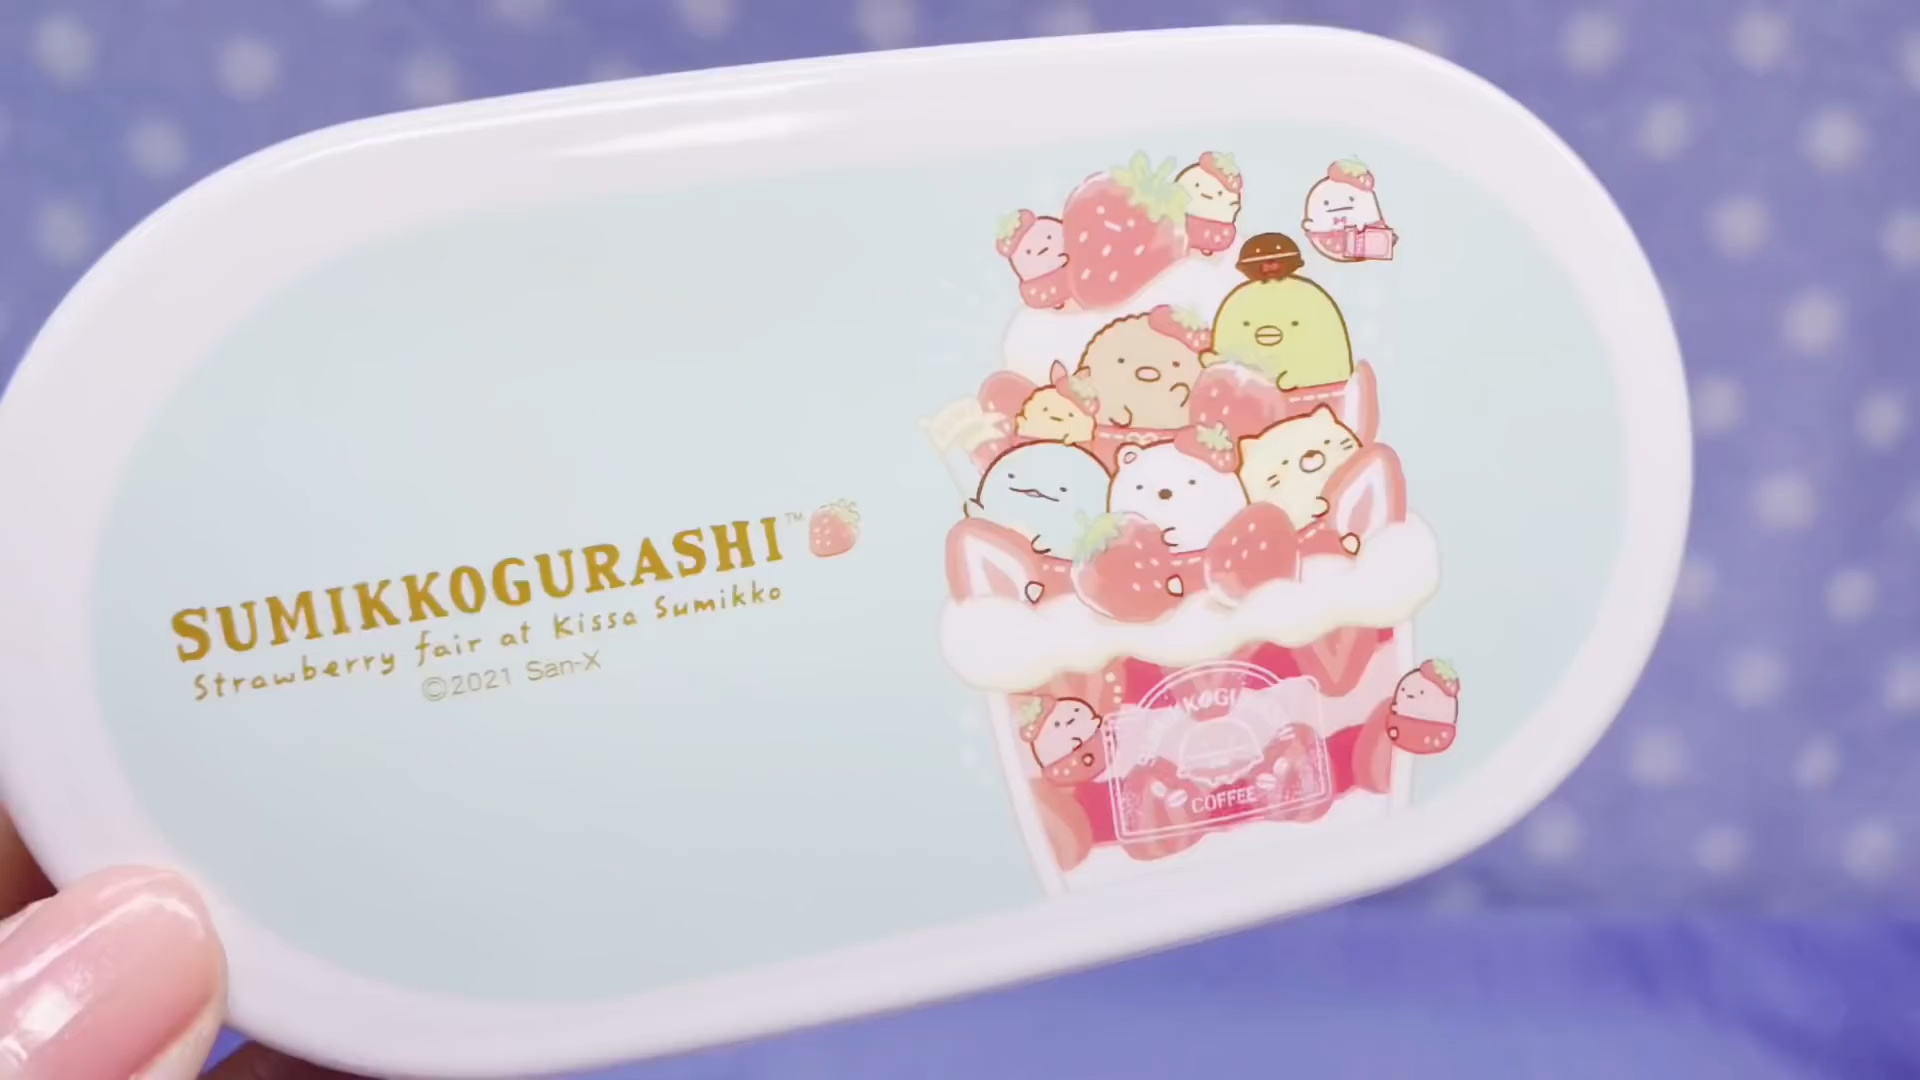 SUMIKKOGURASHI™
Strawberry fair at Kissa Sumikko
©2021 San-X
COFFEE